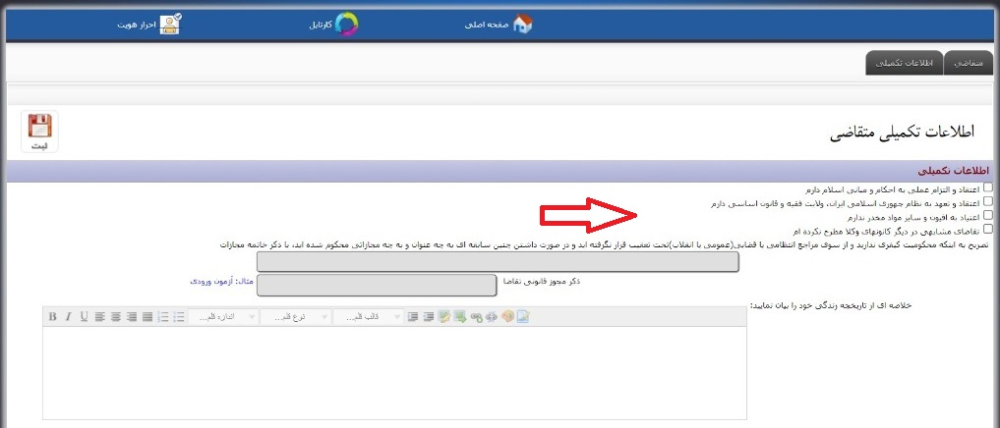 صفحه اصلی کارتابل احراز هویت
متقاضی اطلاعات تکمیلی
اطلاعات تکمیلی متقاضی
ثبت
اطلاعات تکمیلی
اعتقاد و التزام عملی به احکام و مبانی اسلام دارم
اعتقاد و تعهد به نظام جمهوری اسلامی ایران، ولایت فقیه و قانون اساسی دارم
اعتیاد به افیون و سایر مواد مخدر ندارم
تقاضای مشابهی در دیگر کانونهای وکلا مطرح نکرده ام
تصریح به اینکه محکومیت کیفری ندارید و از سوی مراجع انتظامی یا قضایی(عمومی یا انقلاب)تحت تعقیب قرار نگرفته اید و در صورت داشتن چنین سابقه ای به چه عنوان و به چه مجازاتی محکوم شده اید، با ذکر خاتمه مجازات
ذکر مجوز قانونی تقاضا مثال: آزمون ورودی
خلاصه ای از تاریخچه زندگی خود را بیان نمایید:
قالب قلم... نوع قلم... اندازه قلم... U I B